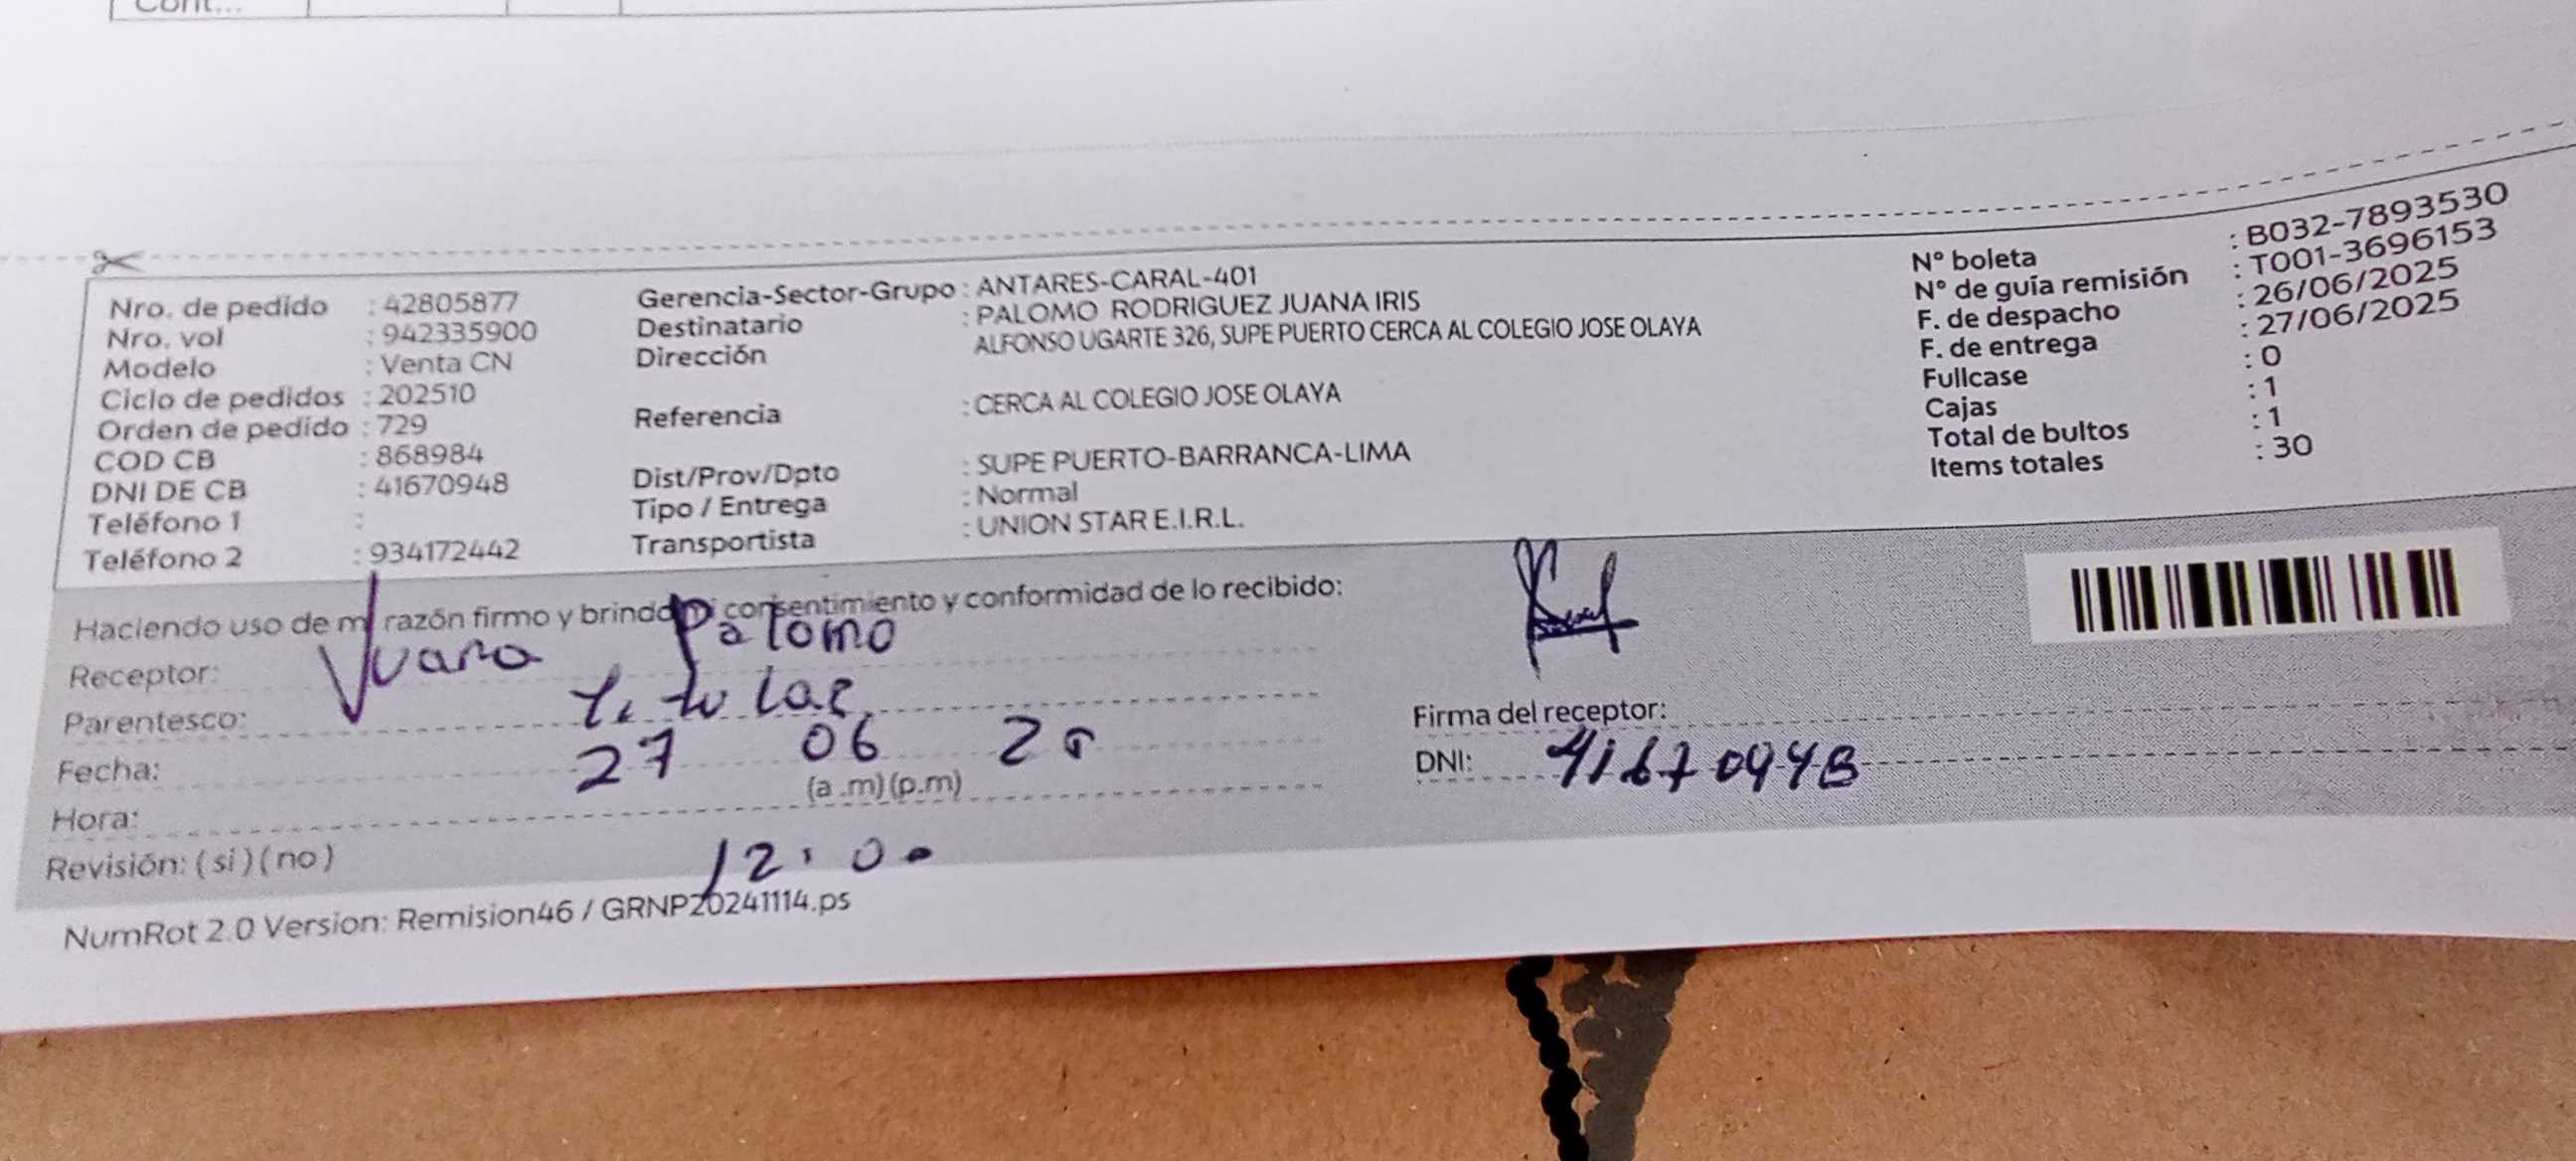 Cont...
Nro. de pedido : 42805877
Nro. vol : 942335900
Modelo : Venta CN
Ciclo de pedidos : 202510
Orden de pedido : 729
COD CB : 868984
DNI DE CB : 41670948
Teléfono 1 :
Teléfono 2 : 934172442
Gerencia-Sector-Grupo : ANTARES-CARAL-401
Destinatario : PALOMO RODRIGUEZ JUANA IRIS
Dirección ALFONSO UGARTE 326, SUPE PUERTO CERCA AL COLEGIO JOSE OLAYA
Referencia : CERCA AL COLEGIO JOSE OLAYA
Dist/Prov/Dpto : SUPE PUERTO-BARRANCA-LIMA
Tipo / Entrega : Normal
Transportista : UNION STAR E.I.R.L.
N° boleta : B032-7893530
N° de guía remisión : T001-3696153
F. de despacho : 26/06/2025
F. de entrega : 27/06/2025
Fullcase : 0
Cajas : 1
Total de bultos : 1
Items totales : 30
Haciendo uso de mi razón firmo y brindo mi consentimiento y conformidad de lo recibido:
Receptor: Juana Palomo
Parentesco: Titular
Fecha: 27 06 25
Hora: (a .m) (p.m)
Revisión: ( si ) ( no ) 12:00
Firma del receptor:
DNI: 41670948
NumRot 2.0 Version: Remision46 / GRNP20241114.ps